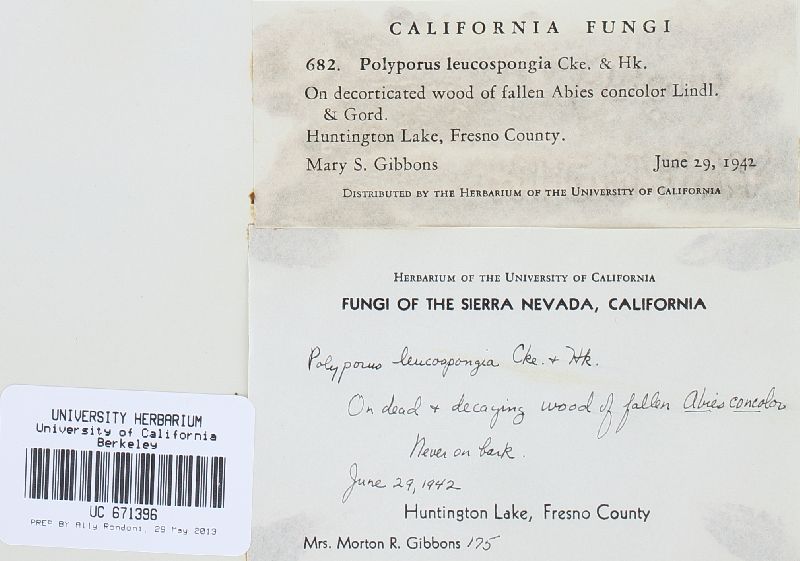 CALIFORNIA FUNGI
682. Polyporus leucospongia Cke. & Hk.
On decorticated wood of fallen Abies concolor Lindl.
& Gord.
Huntington Lake, Fresno County.
Mary S. Gibbons June 29, 1942
DISTRIBUTED BY THE HERBARIUM OF THE UNIVERSITY OF CALIFORNIA
HERBARIUM OF THE UNIVERSITY OF CALIFORNIA
FUNGI OF THE SIERRA NEVADA, CALIFORNIA
Polyporus leucospongia Cke. + Hk.
On dead + decaying wood of fallen Abies concolor
Never on bark.
June 29, 1942
Huntington Lake, Fresno County
Mrs. Morton R. Gibbons 175
UNIVERSITY HERBARIUM
University of California
Berkeley
UC 671396
PREP BY Ally Rondoni, 29 May 2013